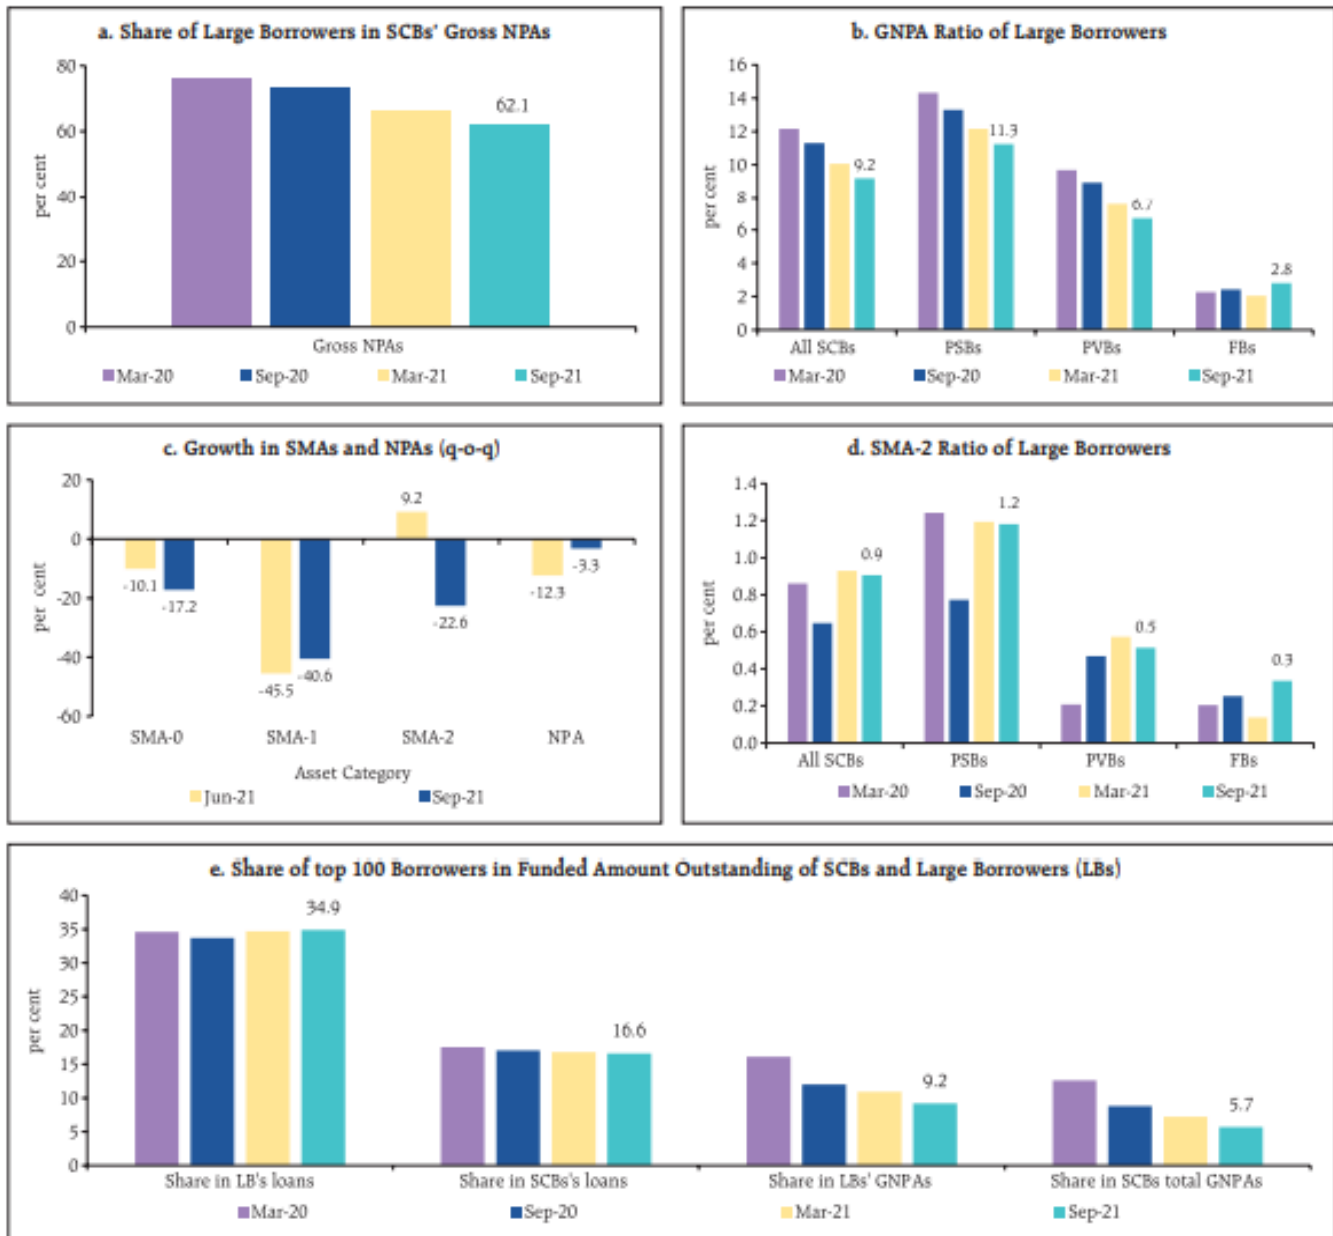 a. Share of Large Borrowers in SCBs' Gross NPAs
80
60
40
20
0
per cent
62.1
Gross NPAs
Mar-20 Sep-20 Mar-21 Sep-21
b. GNPA Ratio of Large Borrowers
16
14
12
10
8
6
4
2
0
per cent
9.2
11.3
6.7
2.8
All SCBs PSBs PVBs FBs
Mar-20 Sep-20 Mar-21 Sep-21
c. Growth in SMAs and NPAs (q-o-q)
20
0
-20
-40
-60
per cent
-10.1
-17.2
-45.5
-40.6
9.2
-22.6
-12.3
-3.3
SMA-0 SMA-1 SMA-2 NPA
Asset Category
Jun-21 Sep-21
d. SMA-2 Ratio of Large Borrowers
1.4
1.2
1.0
0.8
0.6
0.4
0.2
0.0
per cent
0.9
1.2
0.5
0.3
All SCBs PSBs PVBs FBs
Mar-20 Sep-20 Mar-21 Sep-21
e. Share of top 100 Borrowers in Funded Amount Outstanding of SCBs and Large Borrowers (LBs)
40
35
30
25
20
15
10
5
0
per cent
34.9
16.6
9.2
5.7
Share in LB's loans Share in SCBs's loans Share in LBs' GNPAs Share in SCBs total GNPAs
Mar-20 Sep-20 Mar-21 Sep-21